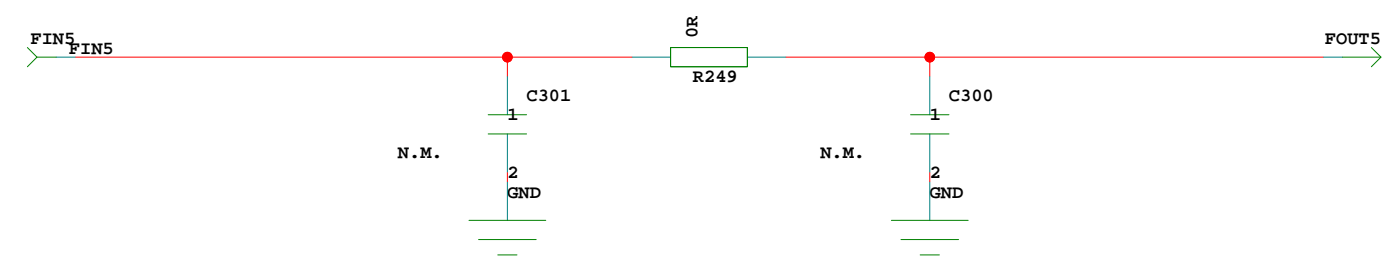 0R
FIN5
FIN5
FOUT5
R249
C301
C300
1
1
N.M.
N.M.
2
2
GND
GND